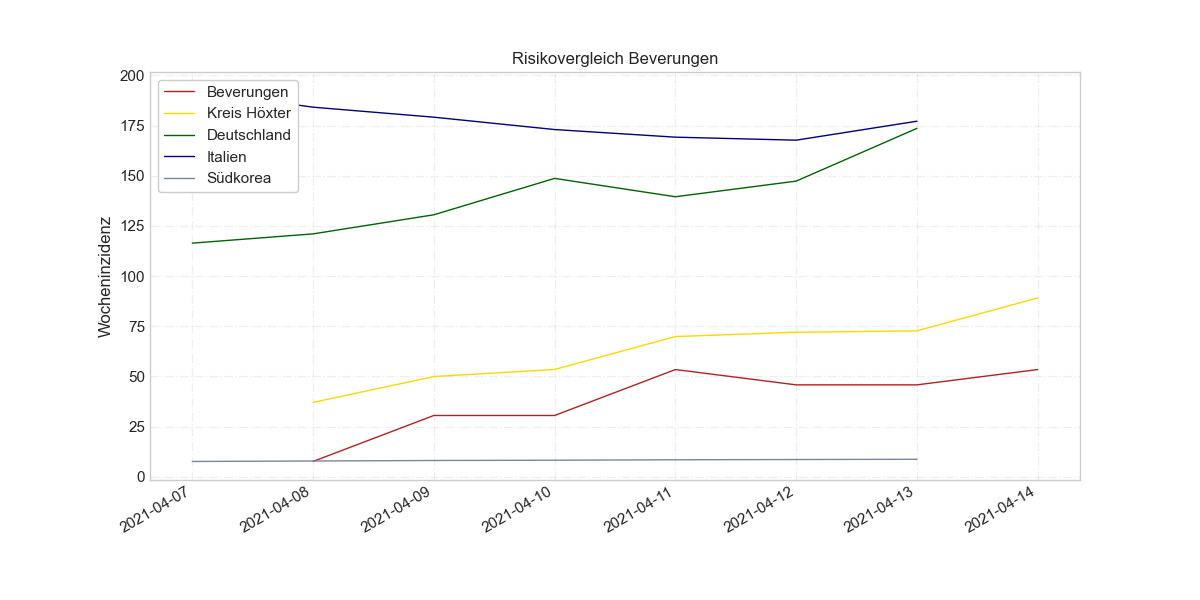 Risikovergleich Beverungen
Wocheninzidenz
200
175
150
125
100
75
50
25
0
Beverungen
Kreis Höxter
Deutschland
Italien
Südkorea
2021-04-07
2021-04-08
2021-04-09
2021-04-10
2021-04-11
2021-04-12
2021-04-13
2021-04-14